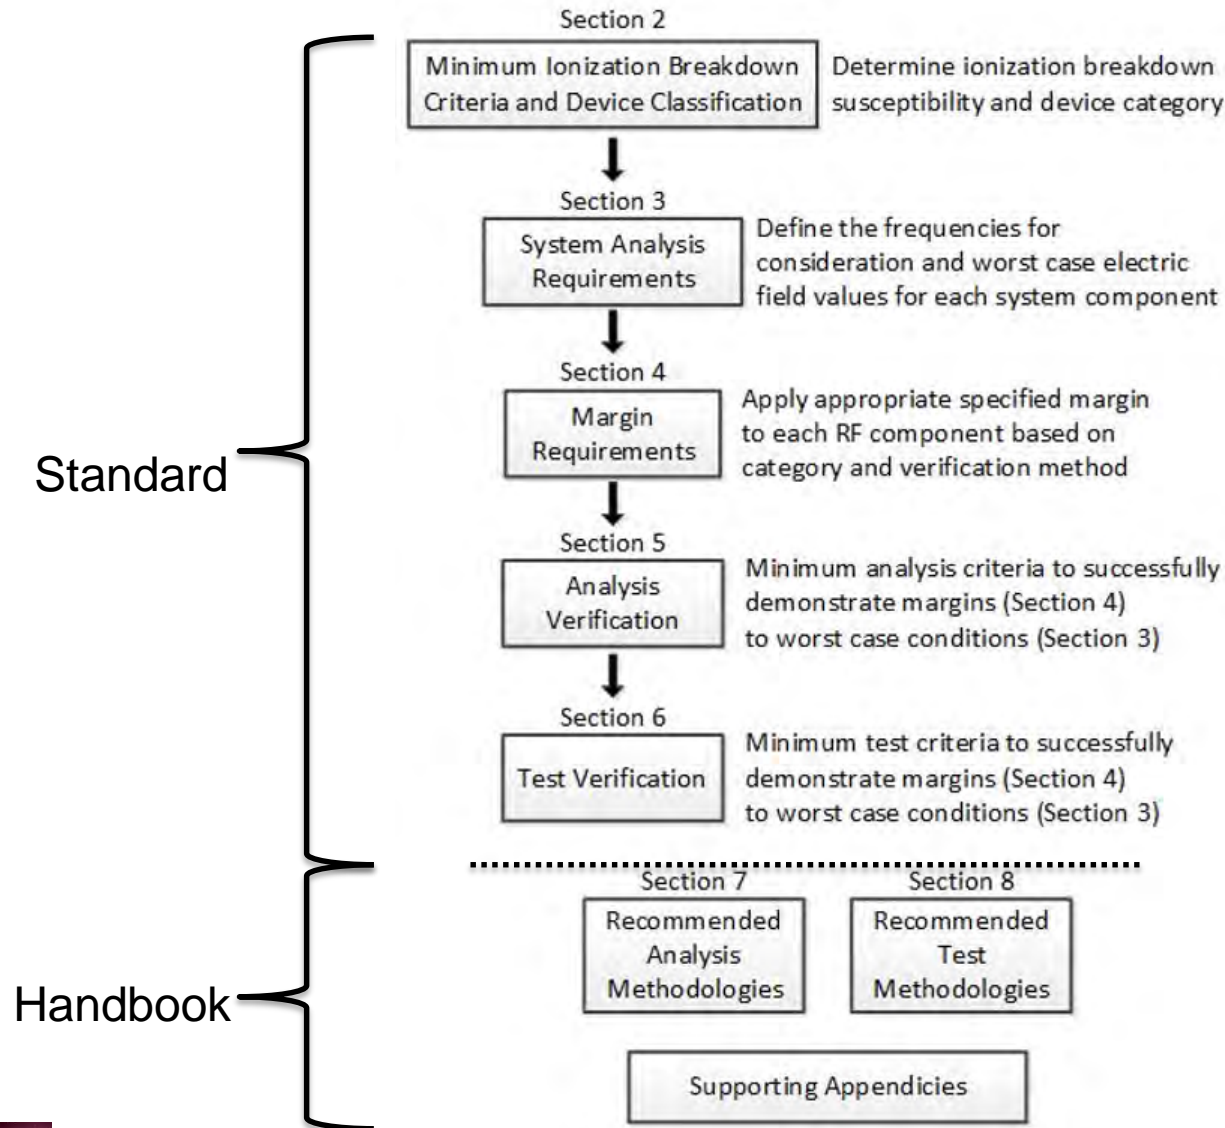 Section 2
Minimum Ionization Breakdown
Criteria and Device Classification
Determine ionization breakdown
susceptibility and device category
Section 3
System Analysis
Requirements
Define the frequencies for
consideration and worst case electric
field values for each system component
Section 4
Margin
Requirements
Apply appropriate specified margin
to each RF component based on
category and verification method
Standard
Section 5
Analysis
Verification
Minimum analysis criteria to successfully
demonstrate margins (Section 4)
to worst case conditions (Section 3)
Section 6
Test Verification
Minimum test criteria to successfully
demonstrate margins (Section 4)
to worst case conditions (Section 3)
Section 7
Recommended
Analysis
Methodologies
Section 8
Recommended
Test
Methodologies
Handbook
Supporting Appendicies